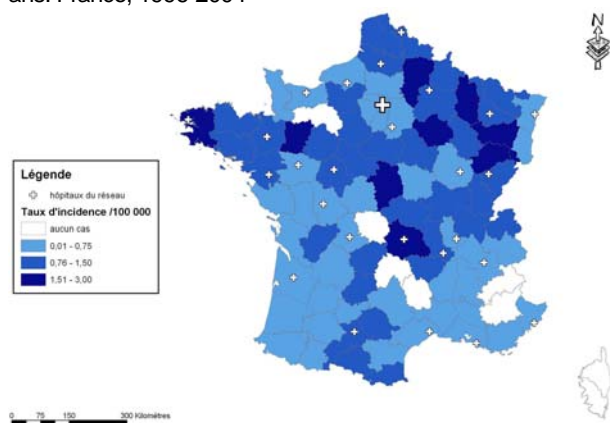 ans. France, 1996-2004
N
Légende
hôpitaux du réseau
Taux d'incidence /100 000
aucun cas
0,01 - 0,75
0,76 - 1,50
1,51 - 3,00
0 75 150 300 Kilomètres